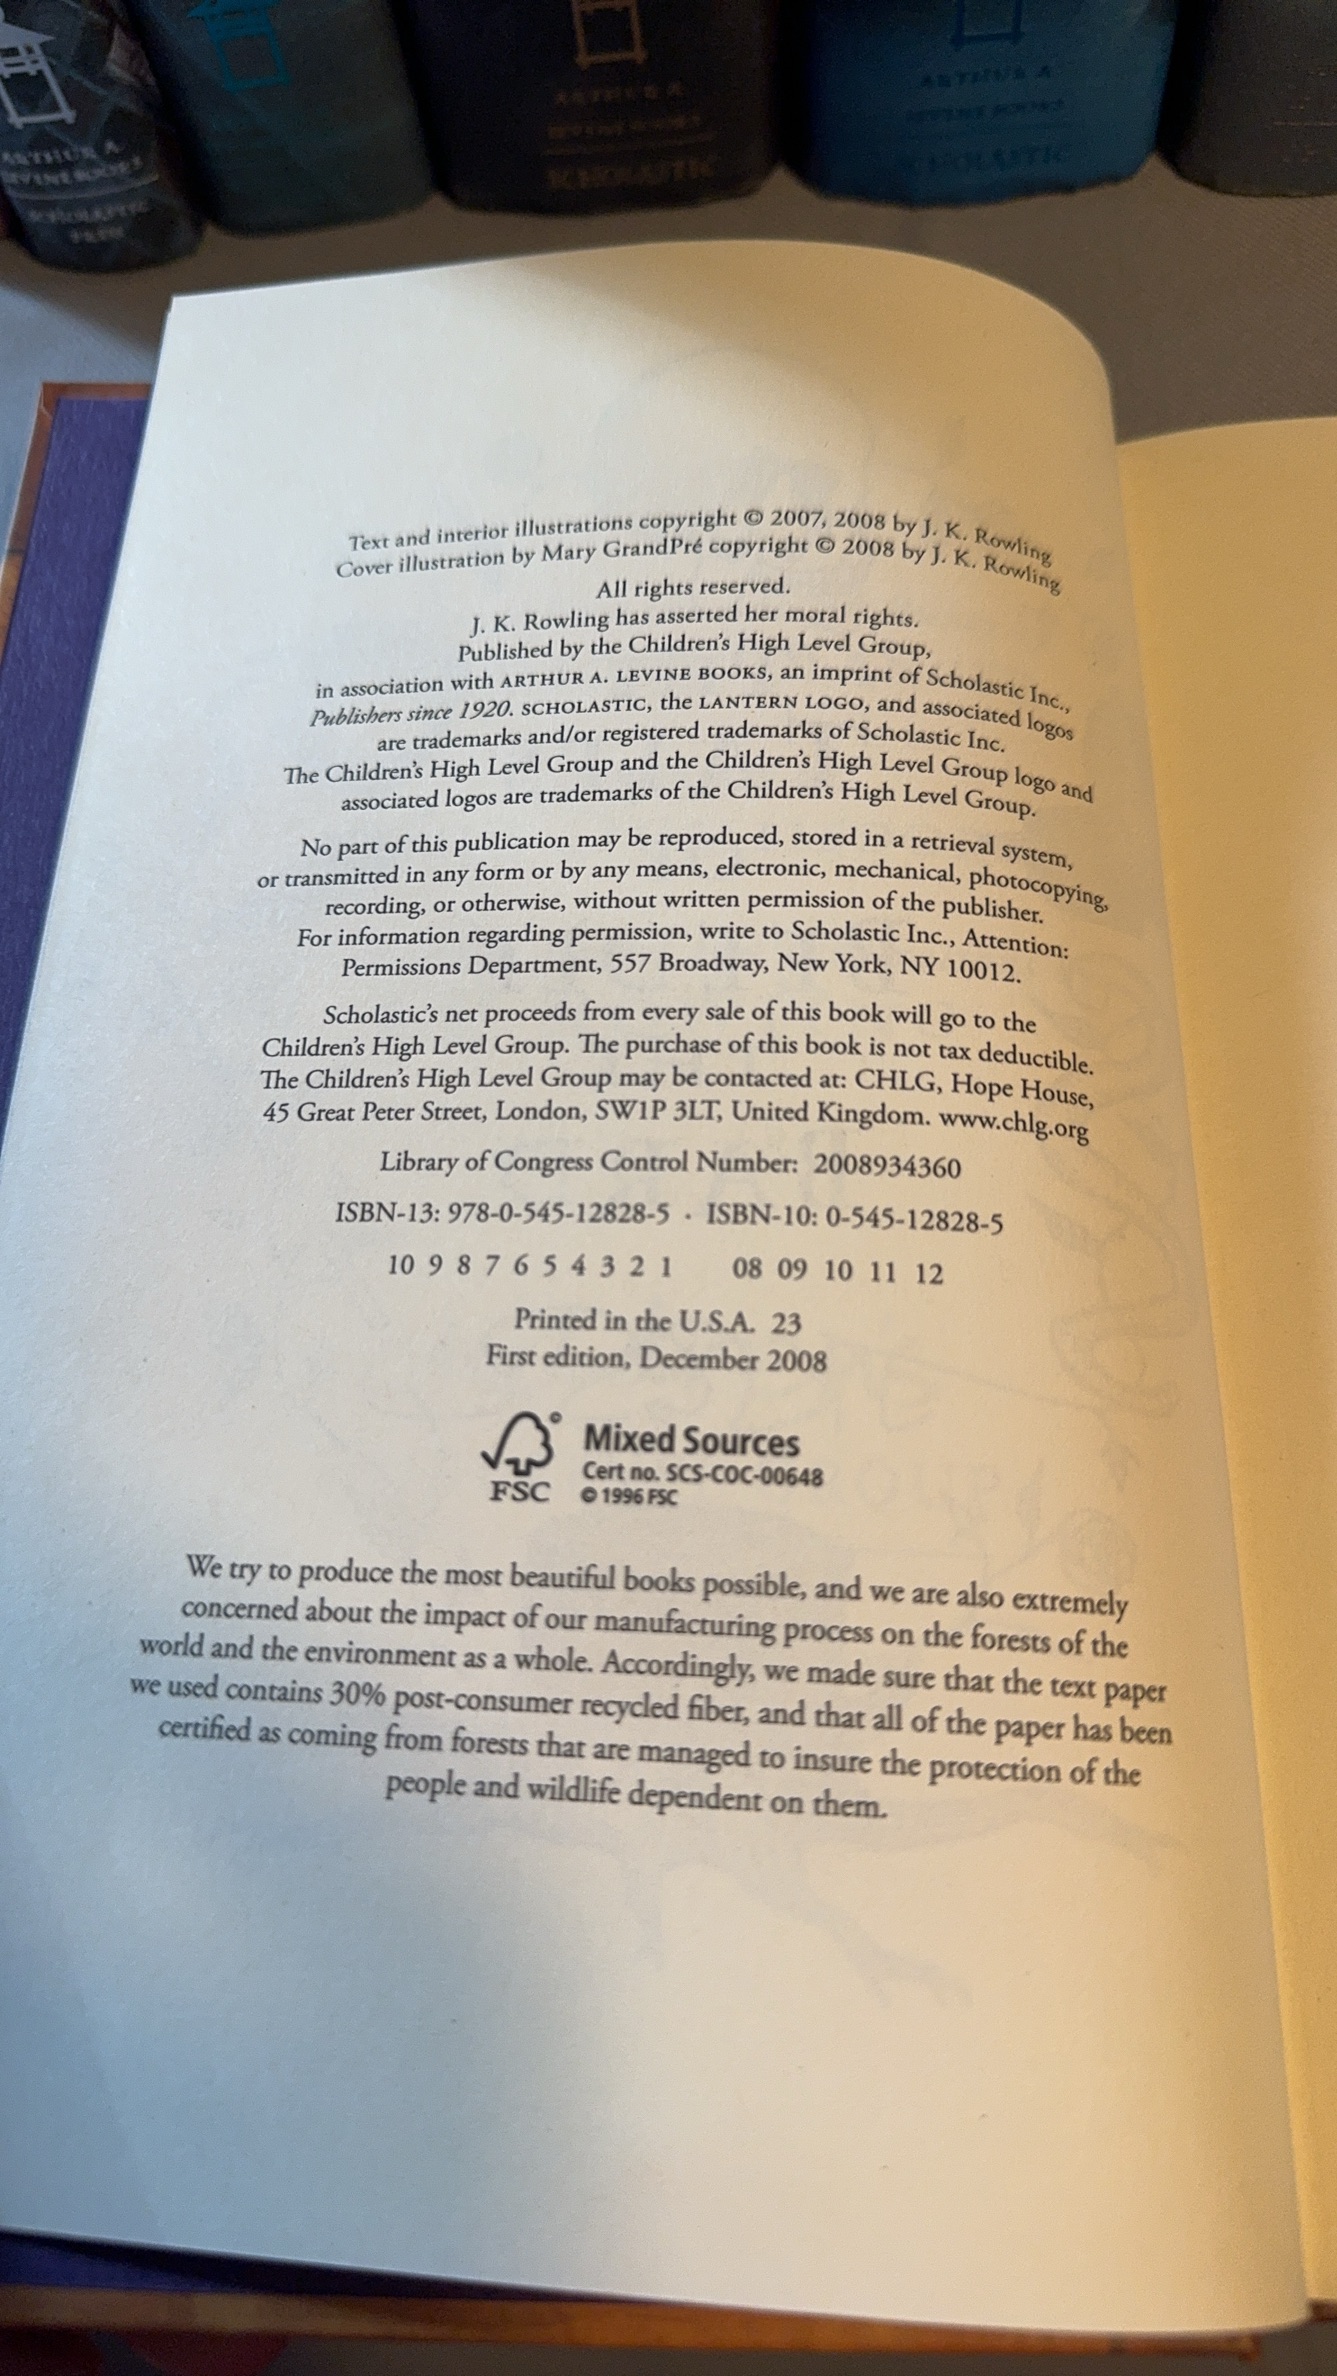 ARTHUR A.
LEVINE BOOKS
SCHOLASTIC
PRESS
ARTHUR A.
LEVINE BOOKS
SCHOLASTIC
ARTHUR A.
LEVINE BOOKS
SCHOLASTIC
Text and interior illustrations copyright © 2007, 2008 by J. K. Rowling
Cover illustration by Mary GrandPré copyright © 2008 by J. K. Rowling
All rights reserved.
J. K. Rowling has asserted her moral rights.
Published by the Children's High Level Group,
in association with ARTHUR A. LEVINE BOOKS, an imprint of Scholastic Inc.,
Publishers since 1920. SCHOLASTIC, the LANTERN LOGO, and associated logos
are trademarks and/or registered trademarks of Scholastic Inc.
The Children's High Level Group and the Children's High Level Group logo and
associated logos are trademarks of the Children's High Level Group.
No part of this publication may be reproduced, stored in a retrieval system,
or transmitted in any form or by any means, electronic, mechanical, photocopying,
recording, or otherwise, without written permission of the publisher.
For information regarding permission, write to Scholastic Inc., Attention:
Permissions Department, 557 Broadway, New York, NY 10012.
Scholastic's net proceeds from every sale of this book will go to the
Children's High Level Group. The purchase of this book is not tax deductible.
The Children's High Level Group may be contacted at: CHLG, Hope House,
45 Great Peter Street, London, SW1P 3LT, United Kingdom. www.chlg.org
Library of Congress Control Number: 2008934360
ISBN-13: 978-0-545-12828-5 · ISBN-10: 0-545-12828-5
10 9 8 7 6 5 4 3 2 1 08 09 10 11 12
Printed in the U.S.A. 23
First edition, December 2008
FSC
Mixed Sources
Cert no. SCS-COC-00648
© 1996 FSC
We try to produce the most beautiful books possible, and we are also extremely
concerned about the impact of our manufacturing process on the forests of the
world and the environment as a whole. Accordingly, we made sure that the text paper
we used contains 30% post-consumer recycled fiber, and that all of the paper has been
certified as coming from forests that are managed to insure the protection of the
people and wildlife dependent on them.